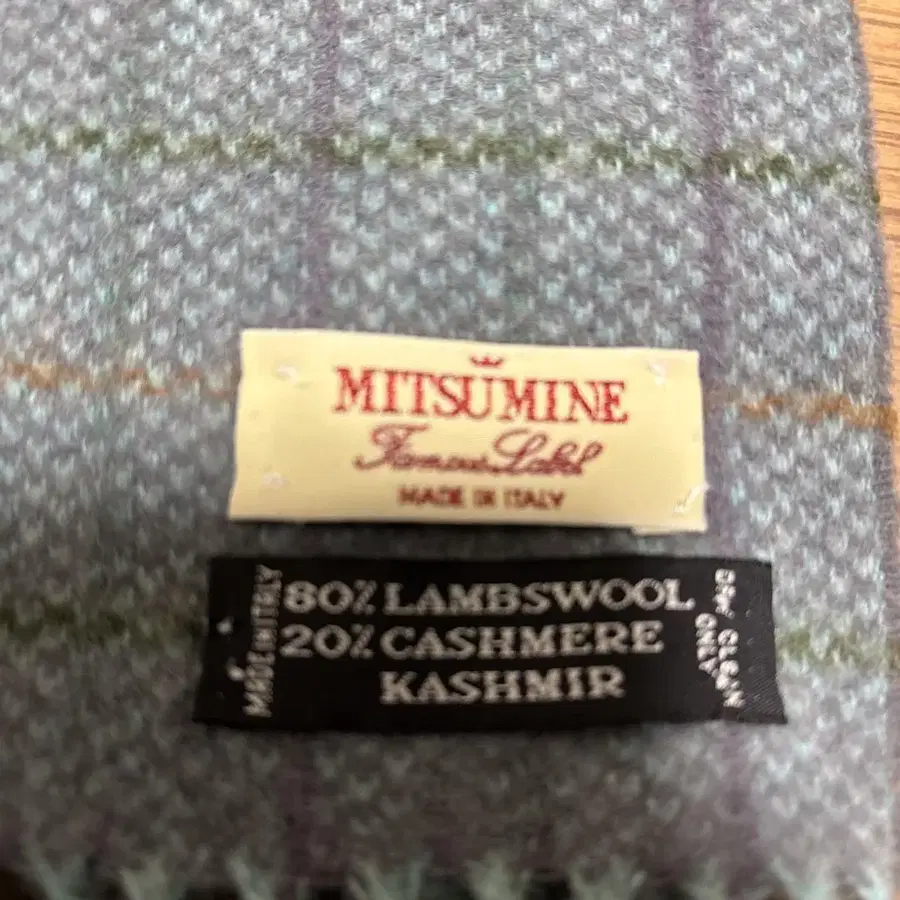 MITSUMINE
Famous Label
MADE IN ITALY
MADE IN ITALY
80% LAMBSWOOL
20% CASHMERE
KASHMIR
DRY CLEAN
ONLY